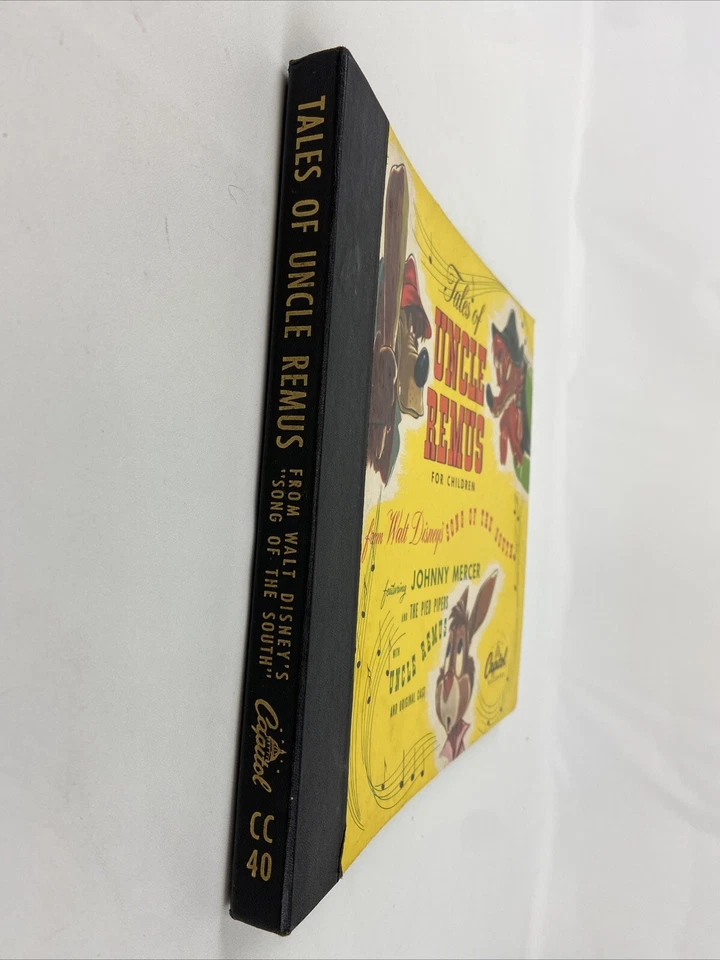 TALES OF UNCLE REMUS
FROM WALT DISNEY'S
"SONG OF THE SOUTH"
Capitol
CC
40
Tales of
UNCLE
REMUS
FOR CHILDREN
from Walt Disney's SONG OF THE SOUTH
featuring JOHNNY MERCER
AND THE PIED PIPERS
WITH
UNCLE REMUS
AND ORIGINAL CAST
Capitol